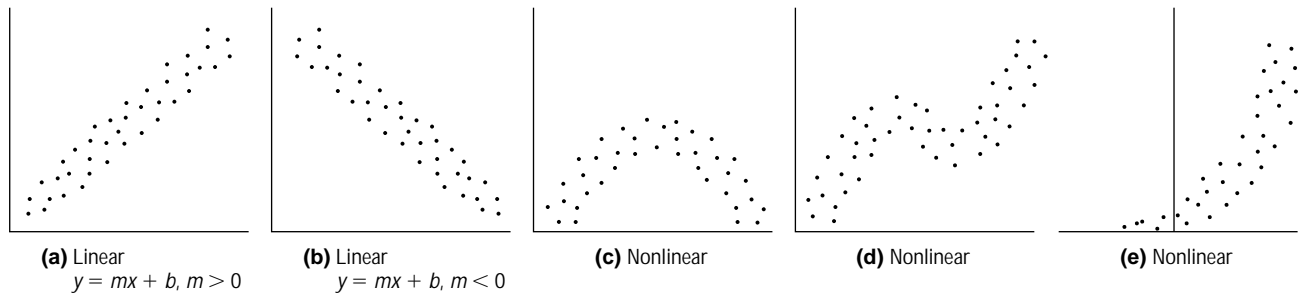 (a) Linear
y = mx + b, m > 0
(b) Linear
y = mx + b, m < 0
(c) Nonlinear
(d) Nonlinear
(e) Nonlinear